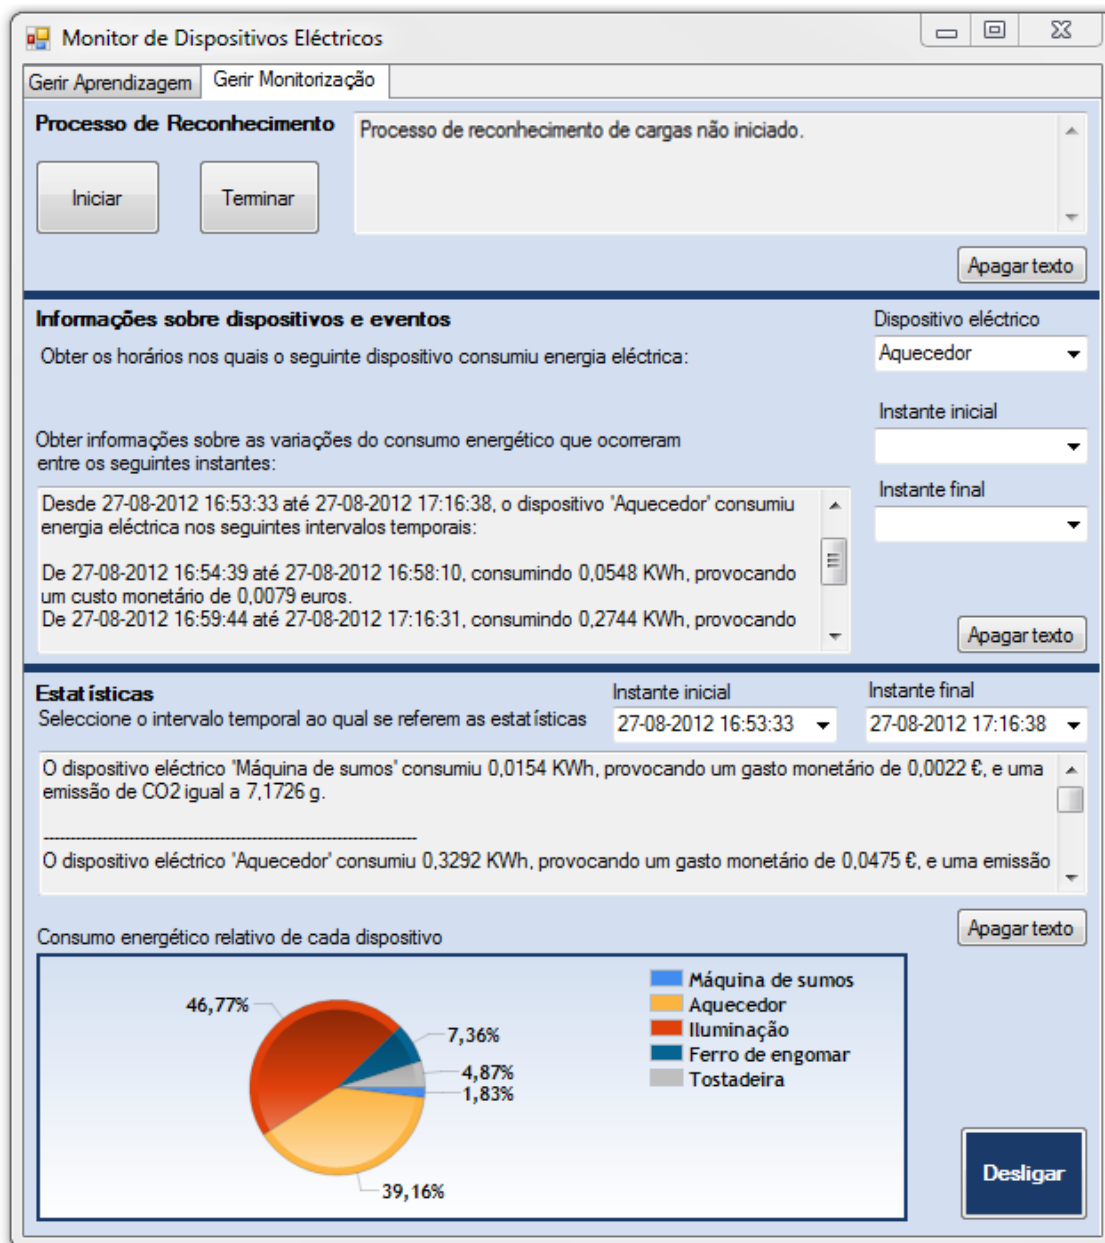 Monitor de Dispositivos Eléctricos
Gerir Aprendizagem
Gerir Monitorização
Processo de Reconhecimento
Processo de reconhecimento de cargas não iniciado.
Iniciar
Terminar
Apagar texto
Informações sobre dispositivos e eventos
Dispositivo eléctrico
Obter os horários nos quais o seguinte dispositivo consumiu energia eléctrica:
Aquecedor
Instante inicial
Obter informações sobre as variações do consumo energético que ocorreram
entre os seguintes instantes:
Instante final
Desde 27-08-2012 16:53:33 até 27-08-2012 17:16:38, o dispositivo 'Aquecedor' consumiu
energia eléctrica nos seguintes intervalos temporais:
De 27-08-2012 16:54:39 até 27-08-2012 16:58:10, consumindo 0,0548 KWh, provocando
um custo monetário de 0,0079 euros.
De 27-08-2012 16:59:44 até 27-08-2012 17:16:31, consumindo 0,2744 KWh, provocando
Apagar texto
Estatísticas
Instante inicial
Instante final
Seleccione o intervalo temporal ao qual se referem as estatísticas
27-08-2012 16:53:33
27-08-2012 17:16:38
O dispositivo eléctrico 'Máquina de sumos' consumiu 0,0154 KWh, provocando um gasto monetário de 0,0022 €, e uma
emissão de CO2 igual a 7,1726 g.
--------------------------------------------------------------------------
O dispositivo eléctrico 'Aquecedor' consumiu 0,3292 KWh, provocando um gasto monetário de 0,0475 €, e uma emissão
Apagar texto
Consumo energético relativo de cada dispositivo
46,77%
7,36%
4,87%
1,83%
39,16%
Máquina de sumos
Aquecedor
Iluminação
Ferro de engomar
Tostadeira
Desligar